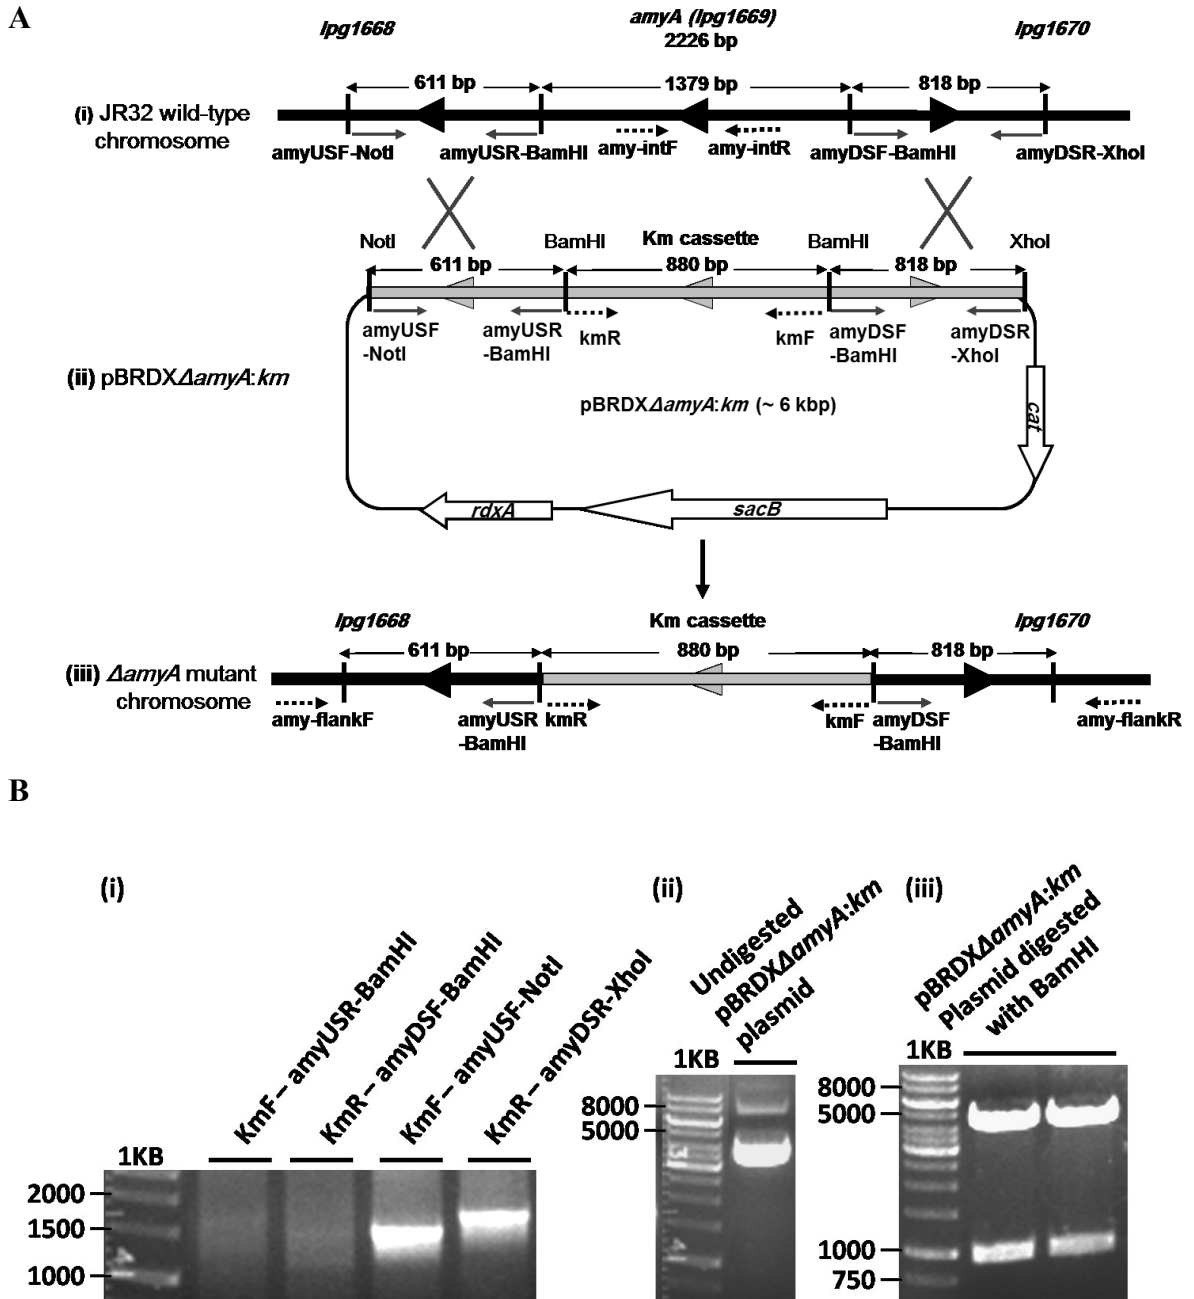 A
lpg1668
amyA (lpg1669)
2226 bp
lpg1670
611 bp
1379 bp
818 bp
(i) JR32 wild-type
chromosome
amyUSF-NotI
amyUSR-BamHI
amy-intF
amy-intR
amyDSF-BamHI
amyDSR-XhoI
NotI
BamHI
Km cassette
BamHI
XhoI
611 bp
880 bp
818 bp
amyUSF
-NotI
amyUSR
-BamHI
kmR
kmF
amyDSF
-BamHI
amyDSR
-XhoI
(ii) pBRDXΔamyA:km
pBRDXΔamyA:km (~ 6 kbp)
cat
rdxA
sacB
lpg1668
Km cassette
lpg1670
611 bp
880 bp
818 bp
(iii) ΔamyA mutant
chromosome
amy-flankF
amyUSR
-BamHI
kmR
kmF
amyDSF
-BamHI
amy-flankR
B
(i)
1KB
KmF – amyUSR-BamHI
KmR – amyDSF-BamHI
KmF – amyUSF-NotI
KmR – amyDSR-XhoI
2000
1500
1000
(ii)
Undigested
pBRDXΔamyA:km
plasmid
1KB
8000
5000
(iii)
pBRDXΔamyA:km
Plasmid digested
with BamHI
1KB
8000
5000
1000
750